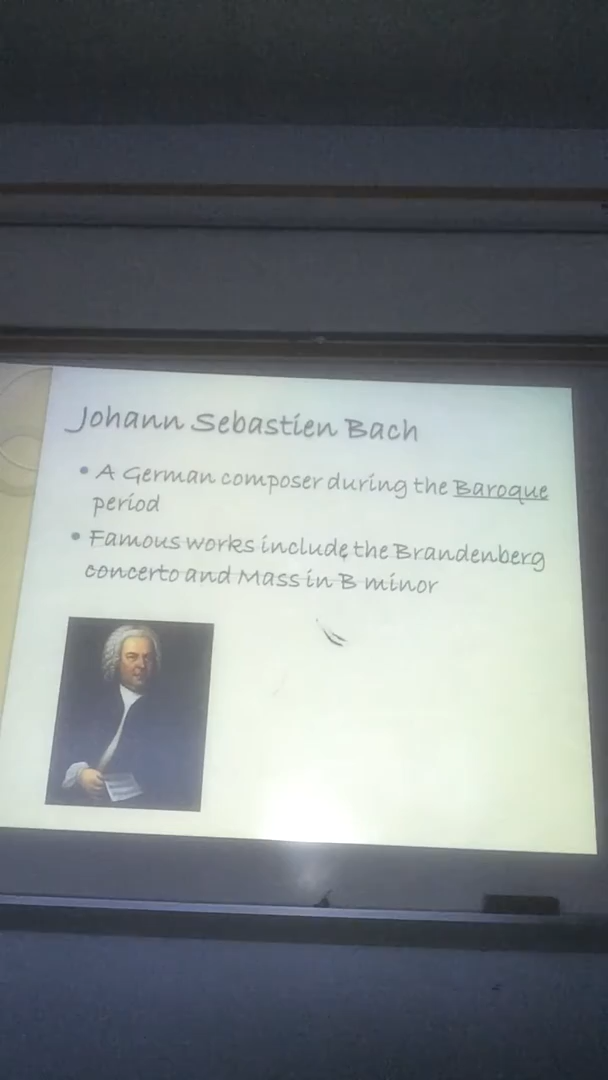 Johann Sebastien Bach
• A German composer during the Baroque
period
• Famous works include the Brandenberg
concerto and Mass in B minor